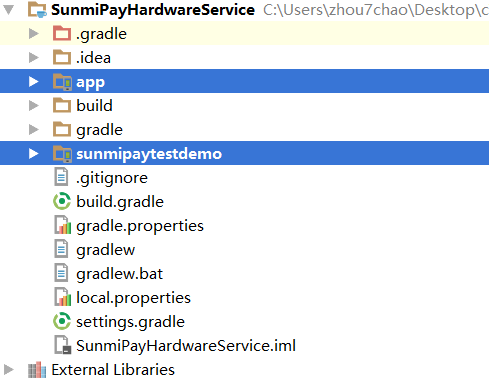 SunmiPayHardwareService C:\Users\zhou7chao\Desktop\c
.gradle
.idea
app
build
gradle
sunmipaytestdemo
.gitignore
build.gradle
gradle.properties
gradlew
gradlew.bat
local.properties
settings.gradle
SunmiPayHardwareService.iml
External Libraries